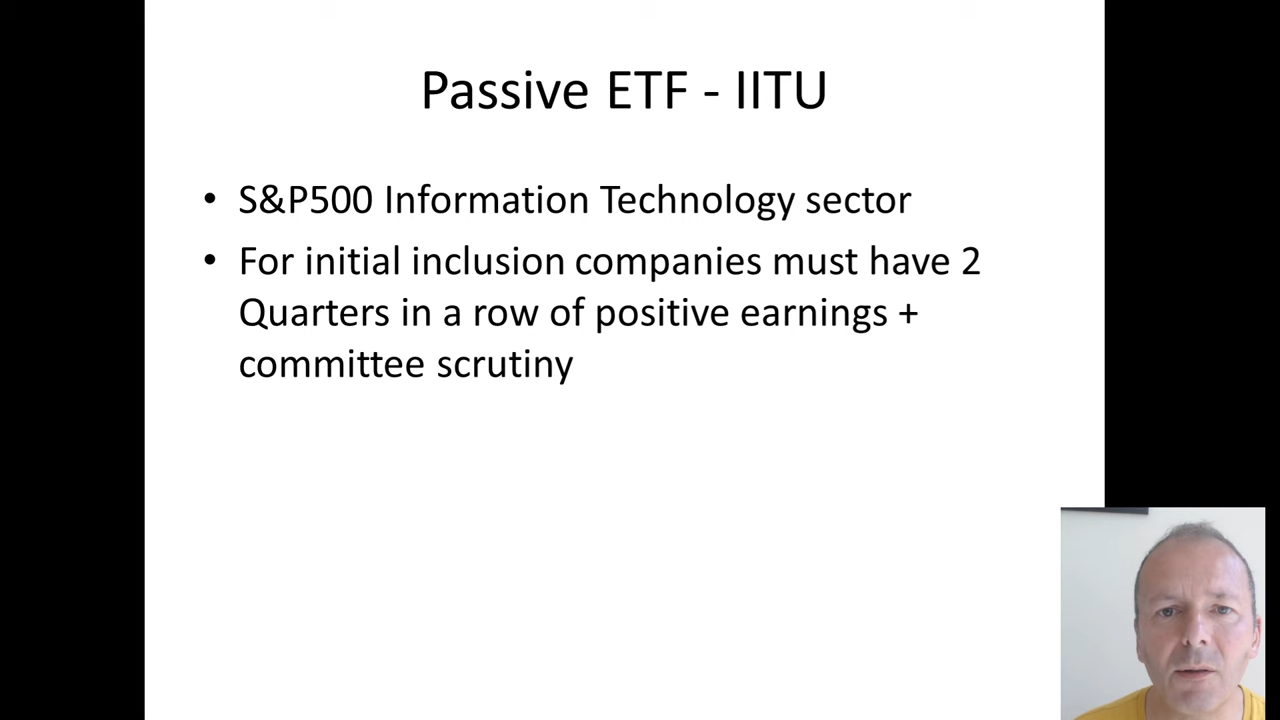 Passive ETF - IITU
• S&P500 Information Technology sector
• For initial inclusion companies must have 2
Quarters in a row of positive earnings +
committee scrutiny